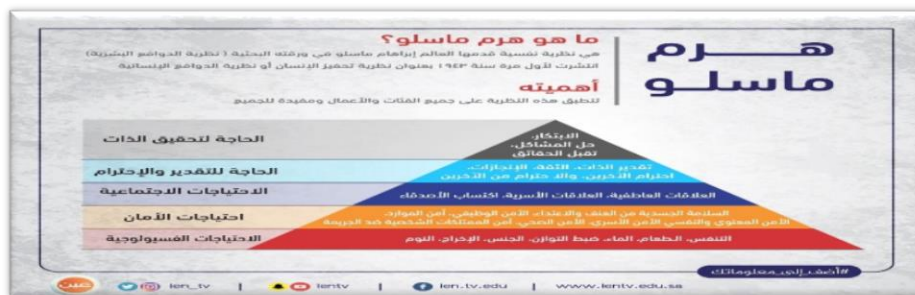 هرم
ماسلو
ما هو هرم ماسلو؟
هي نظرية نفسية قدمها العالم إبراهام ماسلو في ورقته البحثية ( نظرية الدوافع البشرية)
انتشرت لأول مرة سنة ١٩٤٣ بعنوان نظرية تحفيز الإنسان أو نظرية الدوافع الإنسانية
أهميته
تنطبق هذه النظرية على جميع الفئات والأعمال ومفيدة للجميع
الابتكار،
حل المشاكل،
تقبل الحقائق
الحاجة لتحقيق الذات
تقدير الذات، الثقة، الإنجازات،
احترام الآخرين، والاحترام من الآخرين
الحاجة للتقدير والإحترام
العلاقات العاطفية، العلاقات الأسرية، اكتساب الأصدقاء
الاحتياجات الاجتماعية
السلامة الجسدية من العنف والاعتداء، الأمن الوظيفي، أمن الموارد،
الأمن المعنوي والنفسي الأمن الأسري، الأمن الصحي، أمن الممتلكات الشخصية ضد الجريمة
احتياجات الأمان
التنفس، الطعام، الماء، ضبط التوازن، الجنس، الإخراج، النوم
الاحتياجات الفسيولوجية
#أضف_إلى_معلوماتك
عين
ien_tv | ientv | ien.tv.edu | www.ientv.edu.sa